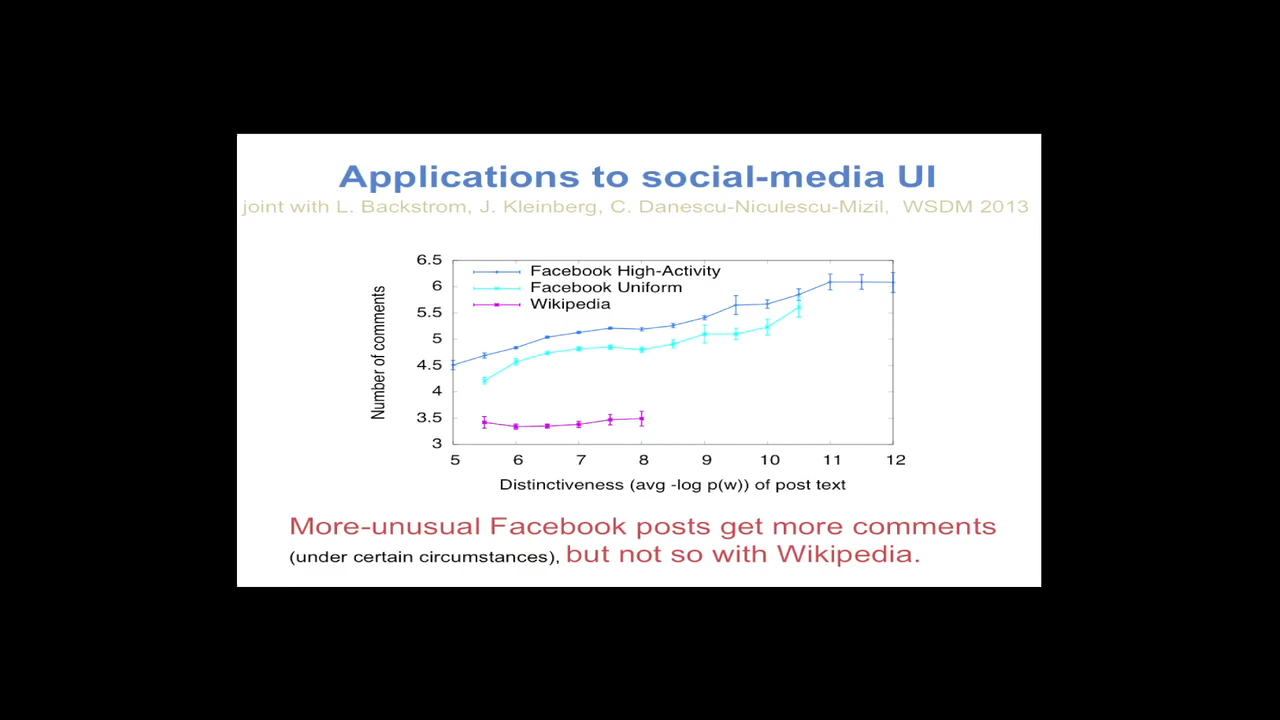 Applications to social-media UI
joint with L. Backstrom, J. Kleinberg, C. Danescu-Niculescu-Mizil, WSDM 2013
6.5
6
5.5
5
4.5
4
3.5
3
Number of comments
Facebook High-Activity
Facebook Uniform
Wikipedia
5 6 7 8 9 10 11 12
Distinctiveness (avg -log p(w)) of post text
More-unusual Facebook posts get more comments
(under certain circumstances), but not so with Wikipedia.